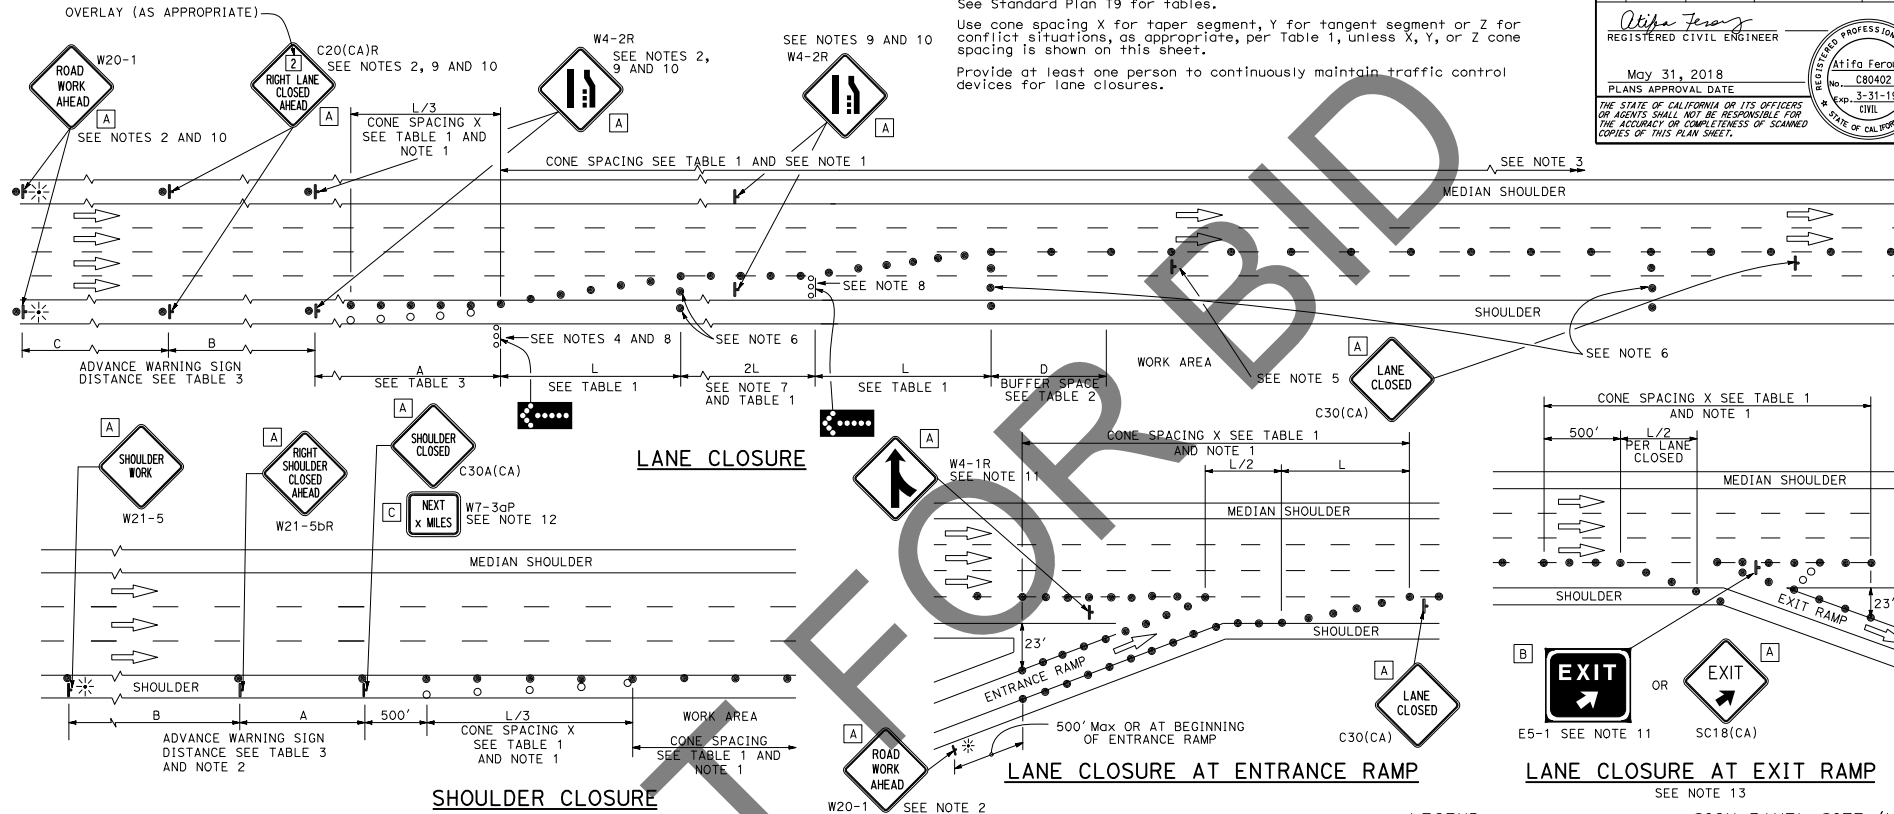 See Standard Plan T9 for tables.
Use cone spacing X for taper segment, Y for tangent segment or Z for
conflict situations, as appropriate, per Table 1, unless X, Y, or Z cone
spacing is shown on this sheet.
Provide at least one person to continuously maintain traffic control
devices for lane closures.
REGISTERED CIVIL ENGINEER
May 31, 2018
PLANS APPROVAL DATE
THE STATE OF CALIFORNIA OR ITS OFFICERS
OR AGENTS SHALL NOT BE RESPONSIBLE FOR
THE ACCURACY OR COMPLETENESS OF SCANNED
COPIES OF THIS PLAN SHEET.
No. C80402
Exp. 3-31-19
CIVIL
OVERLAY (AS APPROPRIATE)
ROAD
WORK
AHEAD
W20-1
A
SEE NOTES 2 AND 10
2
RIGHT LANE
CLOSED
AHEAD
C20(CA)R
SEE NOTES 2, 9 AND 10
A
L/3
CONE SPACING X
SEE TABLE 1 AND
NOTE 1
W4-2R
SEE NOTES 2,
9 AND 10
A
SEE NOTES 9 AND 10
W4-2R
A
CONE SPACING SEE TABLE 1 AND SEE NOTE 1
SEE NOTE 3
MEDIAN SHOULDER
SEE NOTE 8
SHOULDER
SEE NOTES 4 AND 8
SEE NOTE 6
SEE NOTE 6
C
B
ADVANCE WARNING SIGN
DISTANCE SEE TABLE 3
A
SEE TABLE 3
L
SEE TABLE 1
2L
SEE NOTE 7
AND TABLE 1
L
SEE TABLE 1
D
BUFFER SPACE
SEE TABLE 2
WORK AREA
SEE NOTE 5
A
LANE
CLOSED
C30(CA)
LANE CLOSURE
A
SHOULDER
WORK
W21-5
A
RIGHT
SHOULDER
CLOSED
AHEAD
W21-5bR
A
SHOULDER
CLOSED
C30A(CA)
C
NEXT
x MILES
W7-3aP
SEE NOTE 12
MEDIAN SHOULDER
SHOULDER
B
A
500'
L/3
WORK AREA
ADVANCE WARNING SIGN
DISTANCE SEE TABLE 3
AND NOTE 2
CONE SPACING X
SEE TABLE 1
AND NOTE 1
CONE SPACING
SEE TABLE 1 AND
NOTE 1
SHOULDER CLOSURE
A
W4-1R
SEE NOTE 11
CONE SPACING X SEE TABLE 1
AND NOTE 1
L/2
L
MEDIAN SHOULDER
SHOULDER
23'
ENTRANCE RAMP
500' Max OR AT BEGINNING
OF ENTRANCE RAMP
A
ROAD
WORK
AHEAD
W20-1
SEE NOTE 2
A
LANE
CLOSED
C30(CA)
LANE CLOSURE AT ENTRANCE RAMP
CONE SPACING X SEE TABLE 1
AND NOTE 1
500'
L/2
PER LANE
CLOSED
MEDIAN SHOULDER
SHOULDER
EXIT RAMP
23'
B
EXIT
E5-1 SEE NOTE 11
OR
A
EXIT
SC18(CA)
LANE CLOSURE AT EXIT RAMP
SEE NOTE 13
T FOR BID